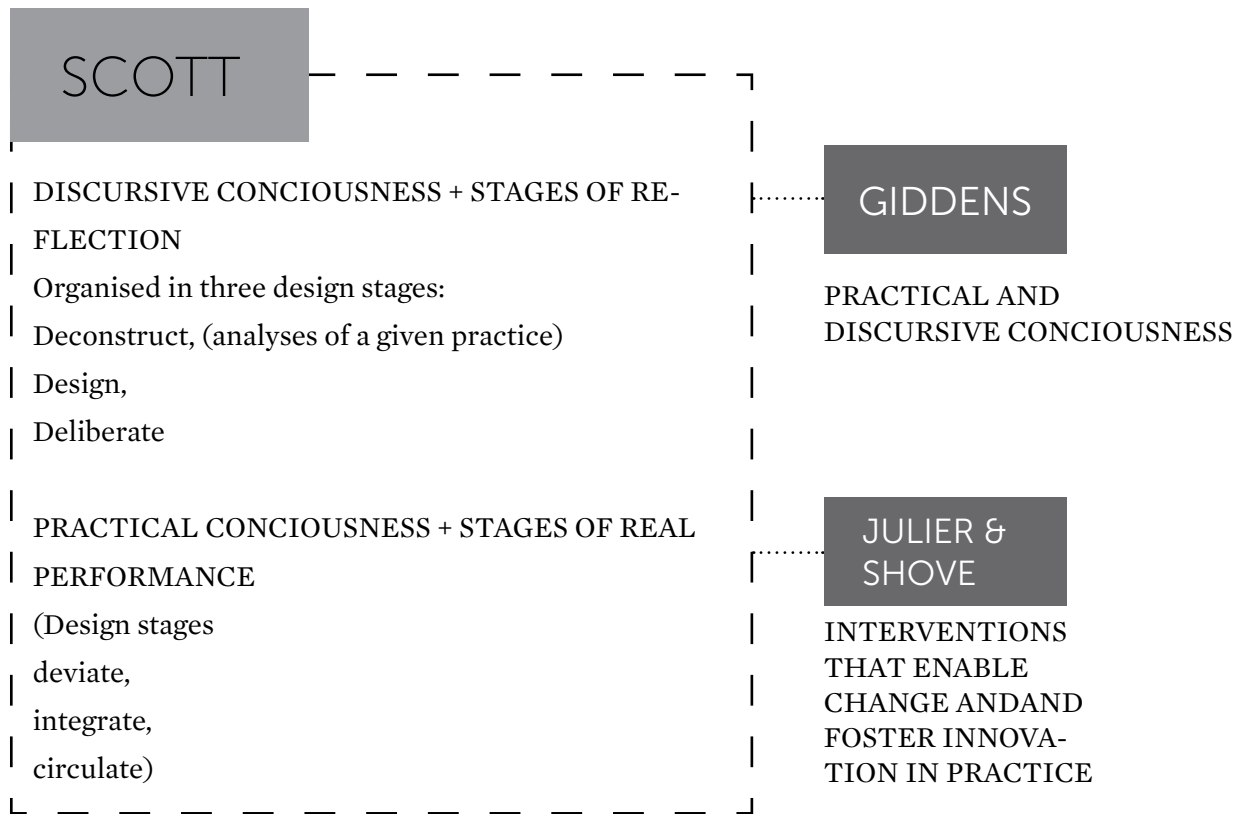 SCOTT
DISCURSIVE CONCIOUSNESS + STAGES OF RE-
FLECTION
Organised in three design stages:
Deconstruct, (analyses of a given practice)
Design,
Deliberate
PRACTICAL CONCIOUSNESS + STAGES OF REAL
PERFORMANCE
(Design stages
deviate,
integrate,
circulate)
GIDDENS
PRACTICAL AND
DISCURSIVE CONCIOUSNESS
JULIER &
SHOVE
INTERVENTIONS
THAT ENABLE
CHANGE ANDAND
FOSTER INNOVA-
TION IN PRACTICE